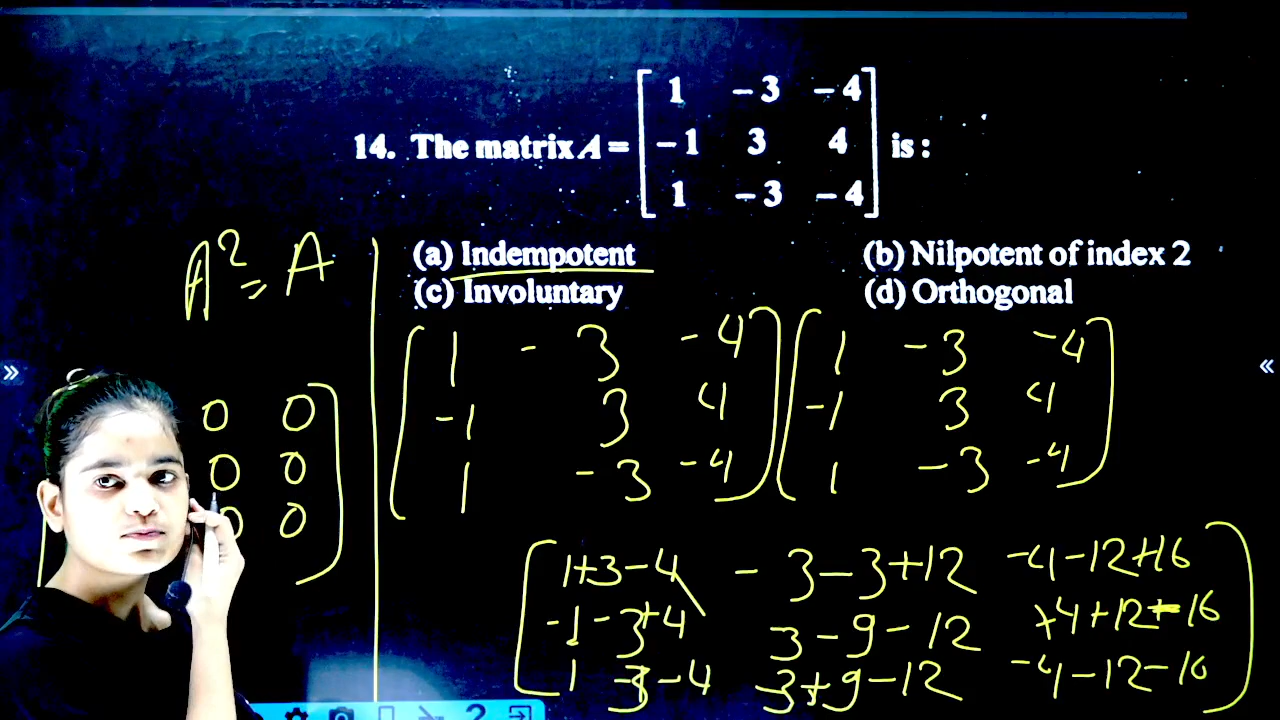 14. The matrix A = [ 1 − 3 − 4
− 1 3 4
1 − 3 − 4 ] is :
(a) Indempotent (b) Nilpotent of index 2
(c) Involuntary (d) Orthogonal
A² = A
[ 1 - 3 -4 ] [ 1 -3 -4 ]
-1 3 4 -1 3 4
1 -3 -4 1 -3 -4
0 0
0 0
0 0
1+3-4 -3-3+12 -4-12+16
-1-3+4 3-9-12 +4+12-16
1 -3-4 -3+9-12 -4-12-16
»
«